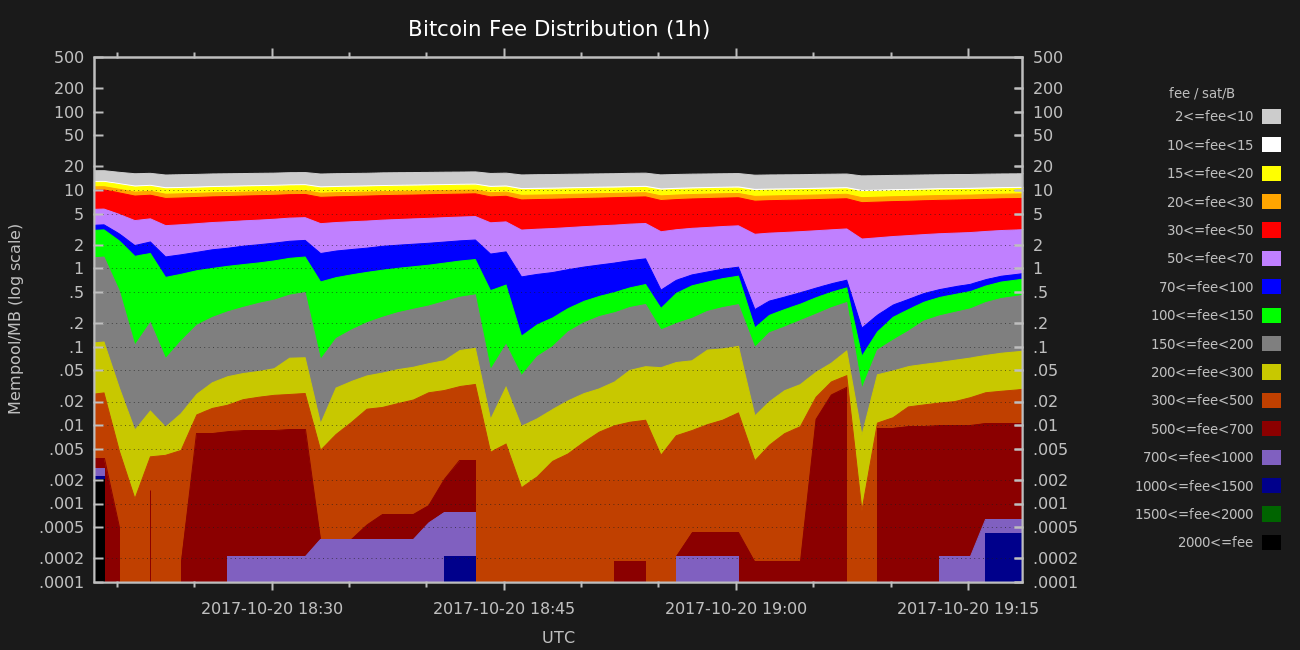 Bitcoin Fee Distribution (1h)
500 500
200 200
100 100
50 50
20 20
10 10
5 5
2 2
1 1
.5 .5
.2 .2
.1 .1
.05 .05
.02 .02
.01 .01
.005 .005
.002 .002
.001 .001
.0005 .0005
.0002 .0002
.0001 .0001
Mempool/MB (log scale)
2017-10-20 18:30 2017-10-20 18:45 2017-10-20 19:00 2017-10-20 19:15
UTC
fee / sat/B
2<=fee<10
10<=fee<15
15<=fee<20
20<=fee<30
30<=fee<50
50<=fee<70
70<=fee<100
100<=fee<150
150<=fee<200
200<=fee<300
300<=fee<500
500<=fee<700
700<=fee<1000
1000<=fee<1500
1500<=fee<2000
2000<=fee